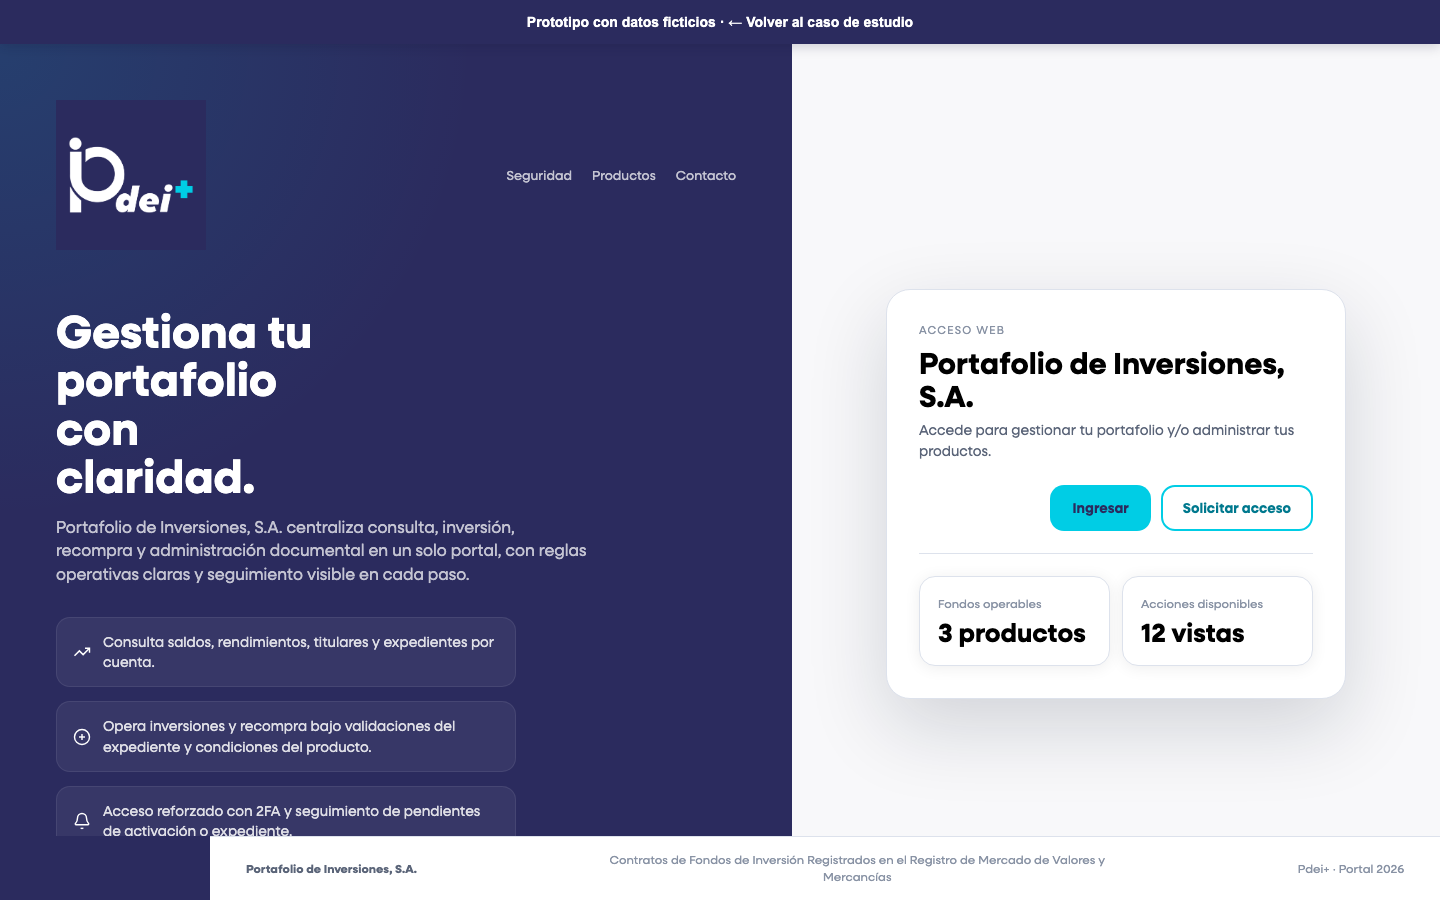 Prototipo con datos ficticios · ← Volver al caso de estudio
pdei+
Seguridad Productos Contacto
Gestiona tu
portafolio
con
claridad.
Portafolio de Inversiones, S.A. centraliza consulta, inversión,
recompra y administración documental en un solo portal, con reglas
operativas claras y seguimiento visible en cada paso.
Consulta saldos, rendimientos, titulares y expedientes por
cuenta.
Opera inversiones y recompra bajo validaciones del
expediente y condiciones del producto.
Acceso reforzado con 2FA y seguimiento de pendientes
de activación o expediente.
ACCESO WEB
Portafolio de Inversiones,
S.A.
Accede para gestionar tu portafolio y/o administrar tus
productos.
Ingresar
Solicitar acceso
Fondos operables
3 productos
Acciones disponibles
12 vistas
Portafolio de Inversiones, S.A.
Contratos de Fondos de Inversión Registrados en el Registro de Mercado de Valores y
Mercancías
Pdei+ · Portal 2026